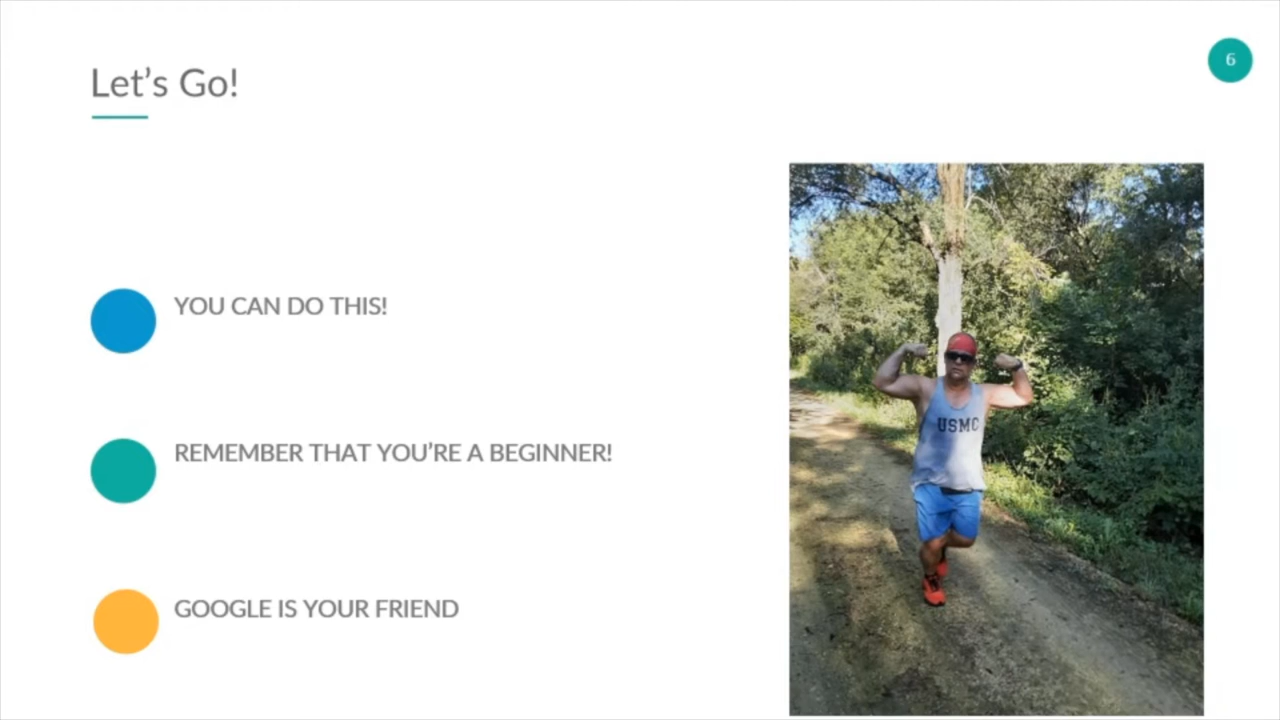 Let's Go!
6
YOU CAN DO THIS!
REMEMBER THAT YOU'RE A BEGINNER!
GOOGLE IS YOUR FRIEND
USMC